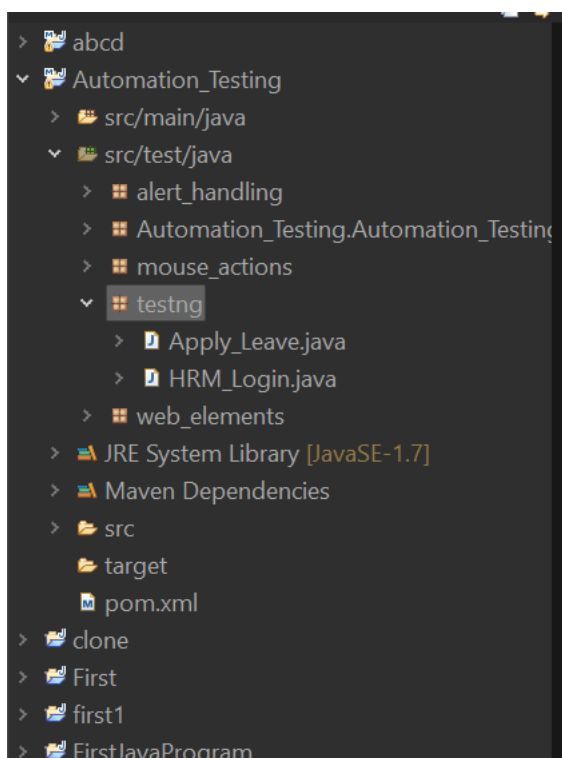 abcd
Automation_Testing
src/main/java
src/test/java
alert_handling
Automation_Testing.Automation_Testing
mouse_actions
testng
Apply_Leave.java
HRM_Login.java
web_elements
JRE System Library [JavaSE-1.7]
Maven Dependencies
src
target
pom.xml
clone
First
first1
FirstJavaProgram